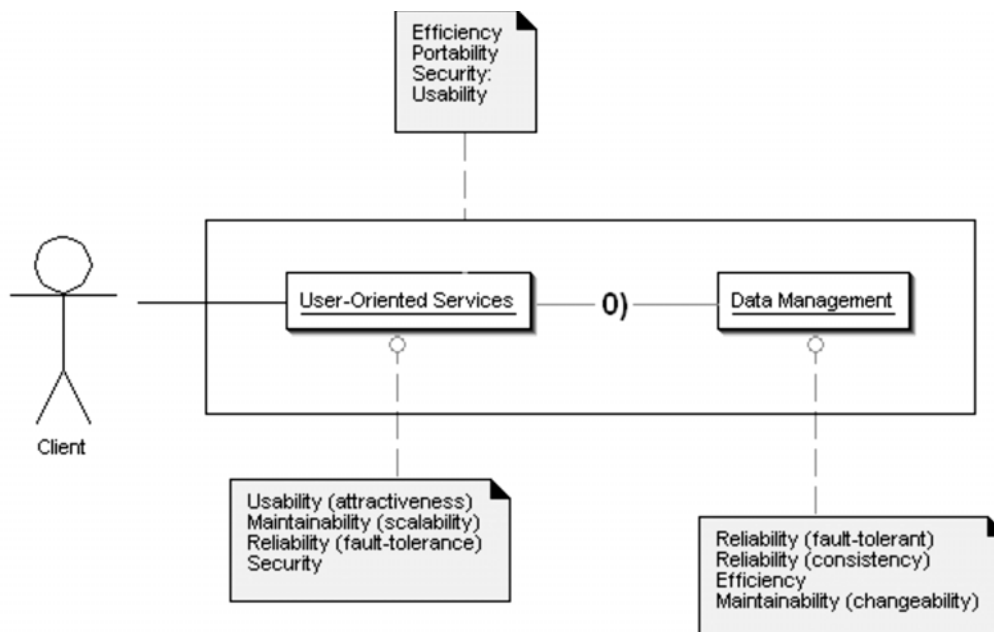 Efficiency
Portability
Security:
Usability
User-Oriented Services
0)
Data Management
Client
Usability (attractiveness)
Maintainability (scalability)
Reliability (fault-tolerance)
Security
Reliability (fault-tolerant)
Reliability (consistency)
Efficiency
Maintainability (changeability)